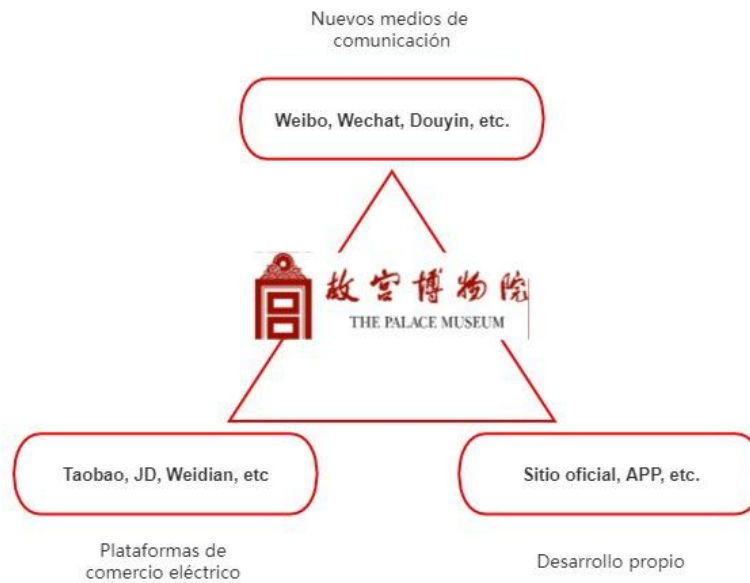 Nuevos medios de
comunicación
Weibo, Wechat, Douyin, etc.
故宫博物院
THE PALACE MUSEUM
Taobao, JD, Weidian, etc
Sitio oficial, APP, etc.
Plataformas de
comercio eléctrico
Desarrollo propio